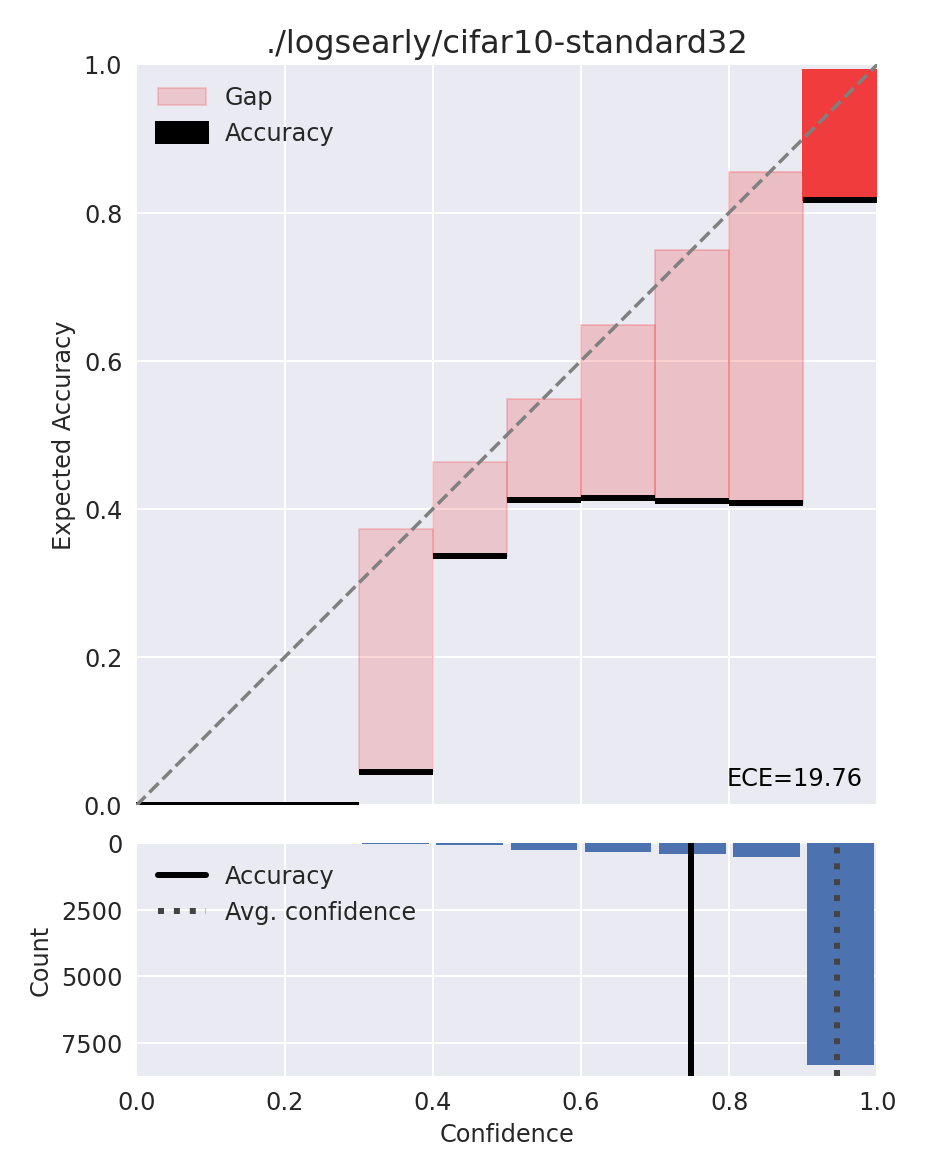 ./logsearly/cifar10-standard32
1.0
Gap
Accuracy
0.8
0.6
Expected Accuracy
0.4
0.2
ECE=19.76
0.0
0
Accuracy
Avg. confidence
2500
Count
5000
7500
0.0 0.2 0.4 0.6 0.8 1.0
Confidence